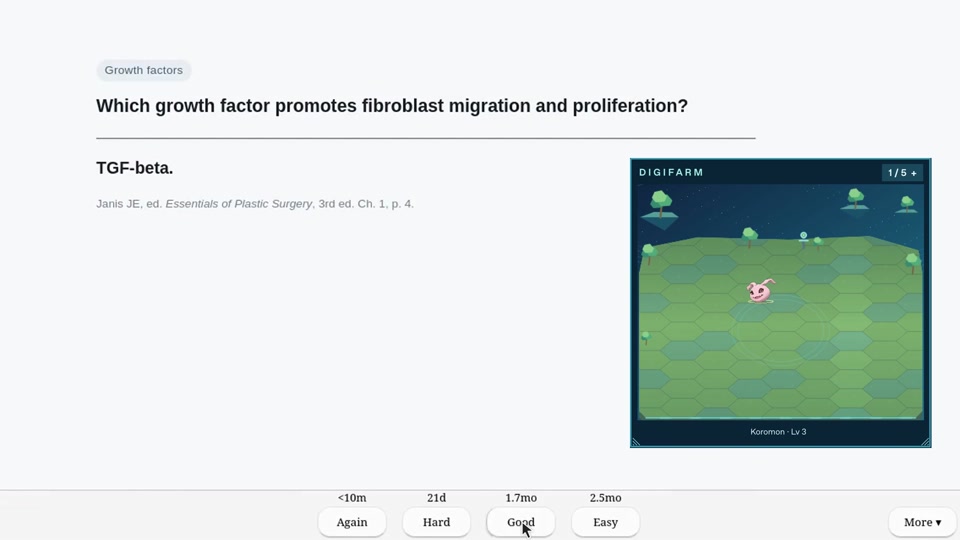 Growth factors
Which growth factor promotes fibroblast migration and proliferation?
TGF-beta.
Janis JE, ed. Essentials of Plastic Surgery, 3rd ed. Ch. 1, p. 4.
DIGIFARM
1 / 5 +
Koromon · Lv 3
<10m 21d 1.7mo 2.5mo
Again Hard Good Easy More ▾